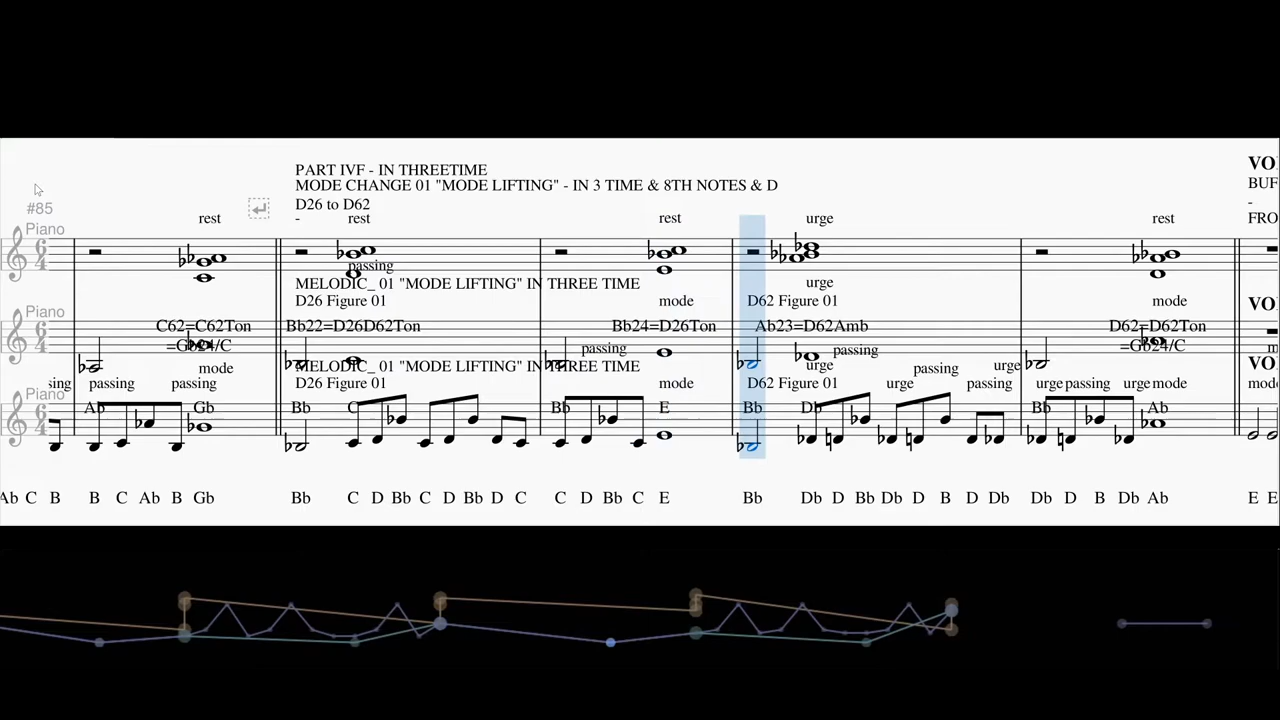 PART IVF - IN THREETIME
MODE CHANGE 01 "MODE LIFTING" - IN 3 TIME & 8TH NOTES & D
D26 to D62
-
VO
BUF
-
FRO
#85
rest rest rest urge rest
Piano
passing
MELODIC_ 01 "MODE LIFTING" IN THREE TIME
urge
D26 Figure 01 mode D62 Figure 01 mode
VO
Piano
C62=C62Ton Bb22=D26D62Ton Bb24=D26Ton Ab23=D62Amb D62=D62Ton
=Gb24/C =Gb24/C
passing passing
mode
MELODIC_ 01 "MODE LIFTING" IN THREE TIME
urge passing urge
VO
sing passing passing D26 Figure 01 mode D62 Figure 01 urge passing urge passing urge mode mod
Piano
Ab Gb Bb C Bb E Bb Db Bb Ab
Ab C B B C Ab B Gb Bb C D Bb C D Bb D C C D Bb C E Bb Db D Bb Db D B D Db Db D B Db Ab E E